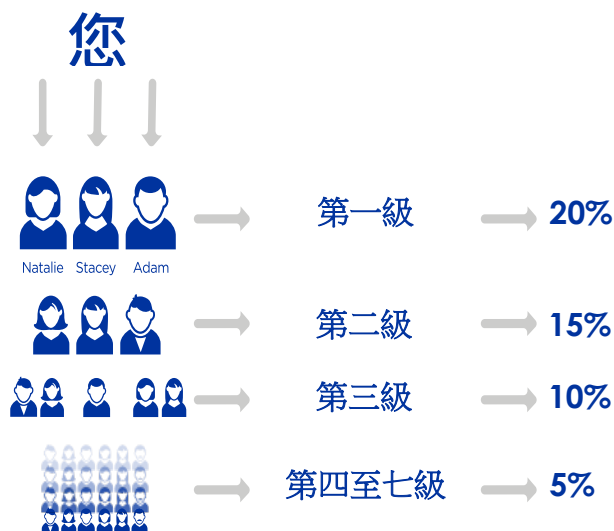 您
Natalie Stacey Adam
第一級 20%
第二級 15%
第三級 10%
第四至七級 5%